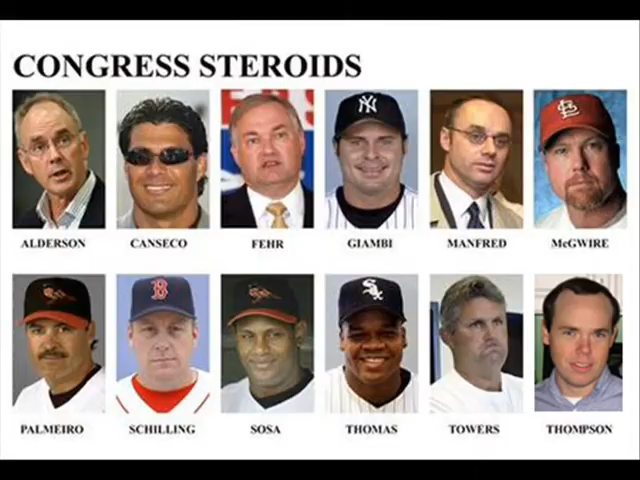 CONGRESS STEROIDS
ALDERSON CANSECO FEHR GIAMBI MANFRED McGWIRE
PALMEIRO SCHILLING SOSA THOMAS TOWERS THOMPSON